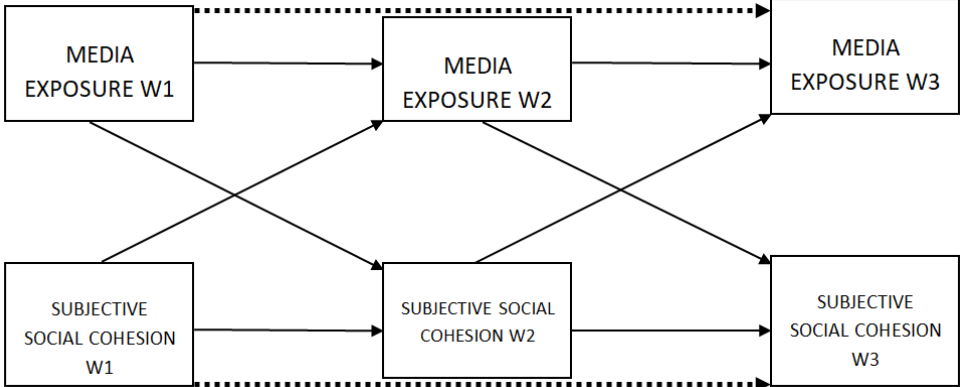 MEDIA
EXPOSURE W1
MEDIA
EXPOSURE W2
MEDIA
EXPOSURE W3
SUBJECTIVE
SOCIAL COHESION
W1
SUBJECTIVE SOCIAL
COHESION W2
SUBJECTIVE
SOCIAL COHESION
W3